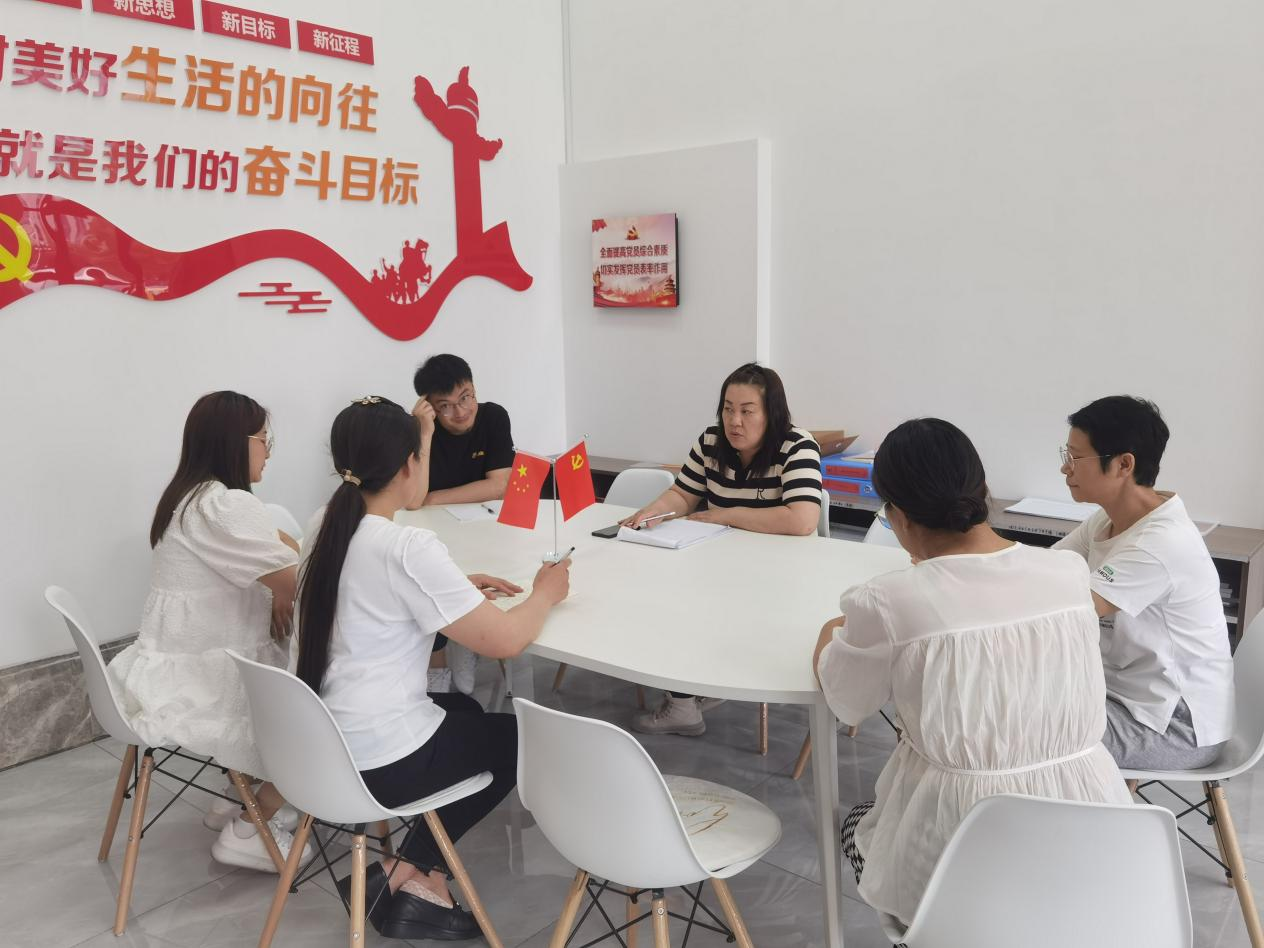 新思想
新目标
新征程
对美好生活的向往
就是我们的奋斗目标
全面提高党员综合素质
切实发挥党员表率作用
R